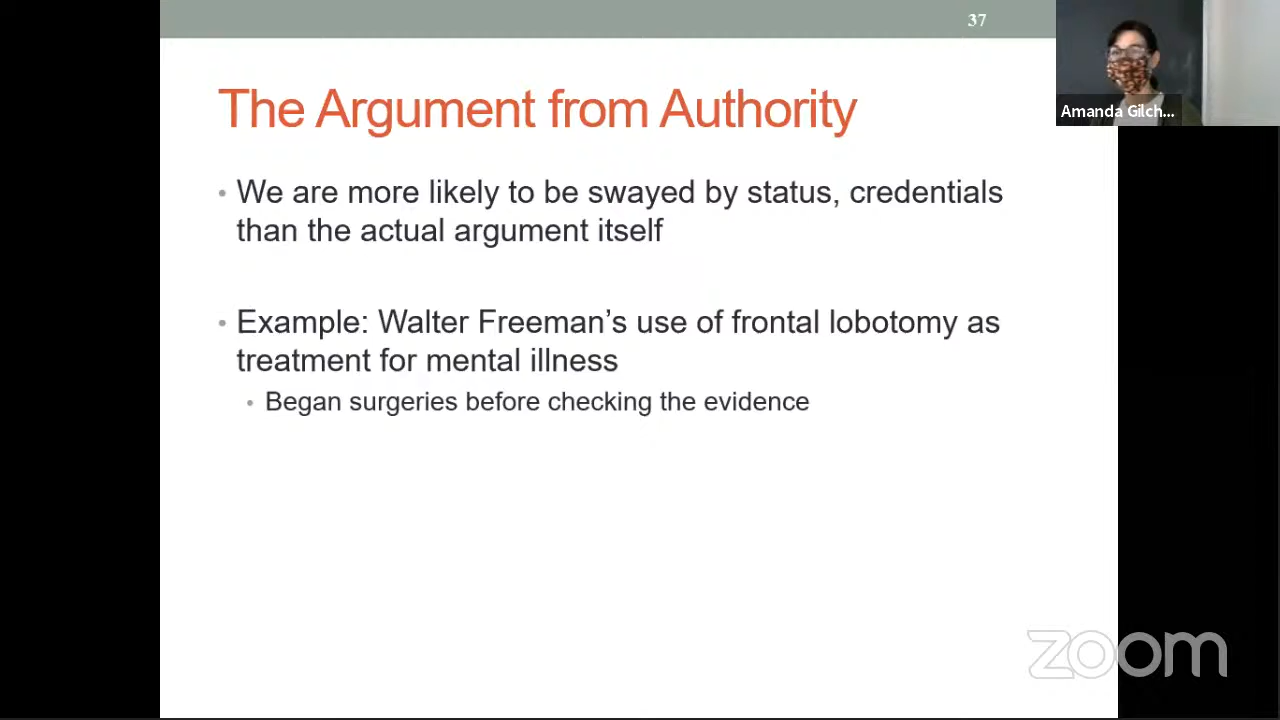 37
Amanda Gilch...
The Argument from Authority
• We are more likely to be swayed by status, credentials
than the actual argument itself
• Example: Walter Freeman’s use of frontal lobotomy as
treatment for mental illness
• Began surgeries before checking the evidence
zoom